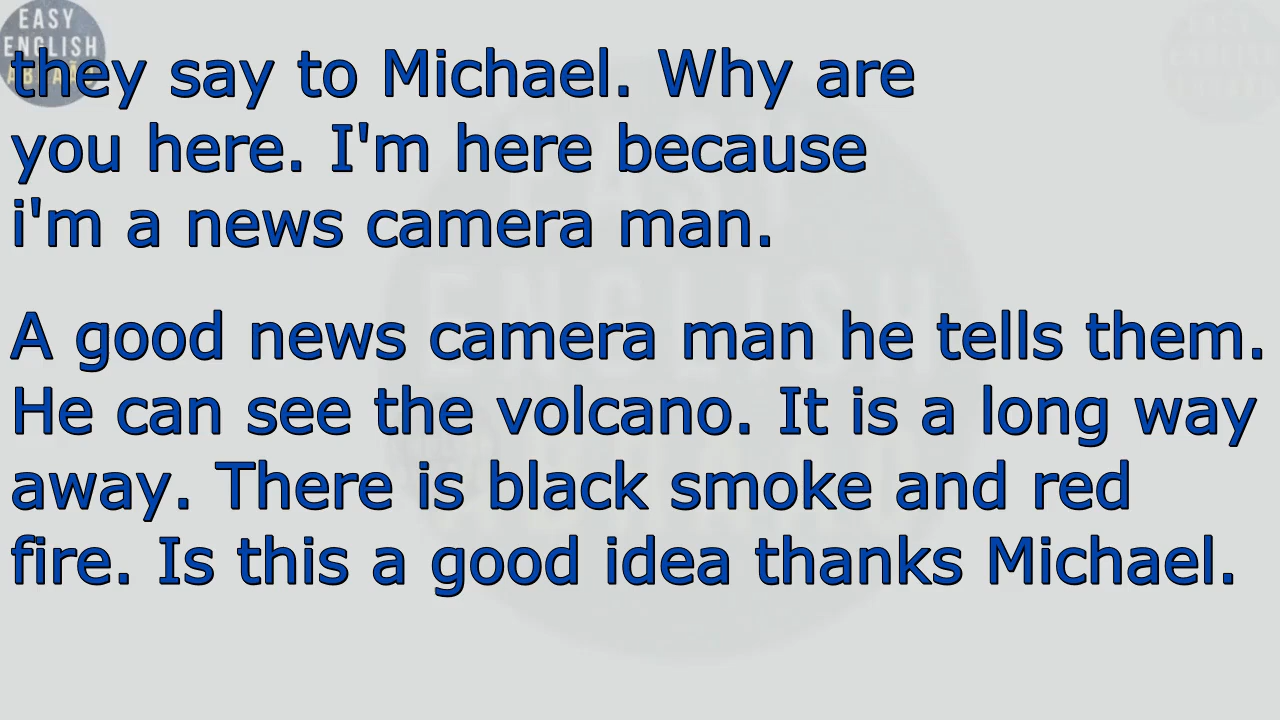 EASY
ENGLISH
they say to Michael. Why are
you here. I'm here because
i'm a news camera man.
A good news camera man he tells them.
He can see the volcano. It is a long way
away. There is black smoke and red
fire. Is this a good idea thanks Michael.